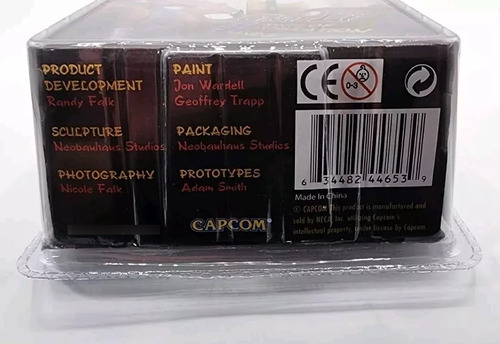 PRODUCT
DEVELOPMENT
Randy Falk
SCULPTURE
Neobauhaus Studios
PHOTOGRAPHY
Nicole Falk
PAINT
Jon Wardell
Geoffrey Trapp
PACKAGING
Neobauhaus Studios
PROTOTYPES
Adam Smith
CAPCOM
CE
0-3
6 34482 44653 9
Made In China
© CAPCOM This product is manufactured and
sold by NECA, Inc. utilizing Capcom's
intellectual property, under license by Capcom.